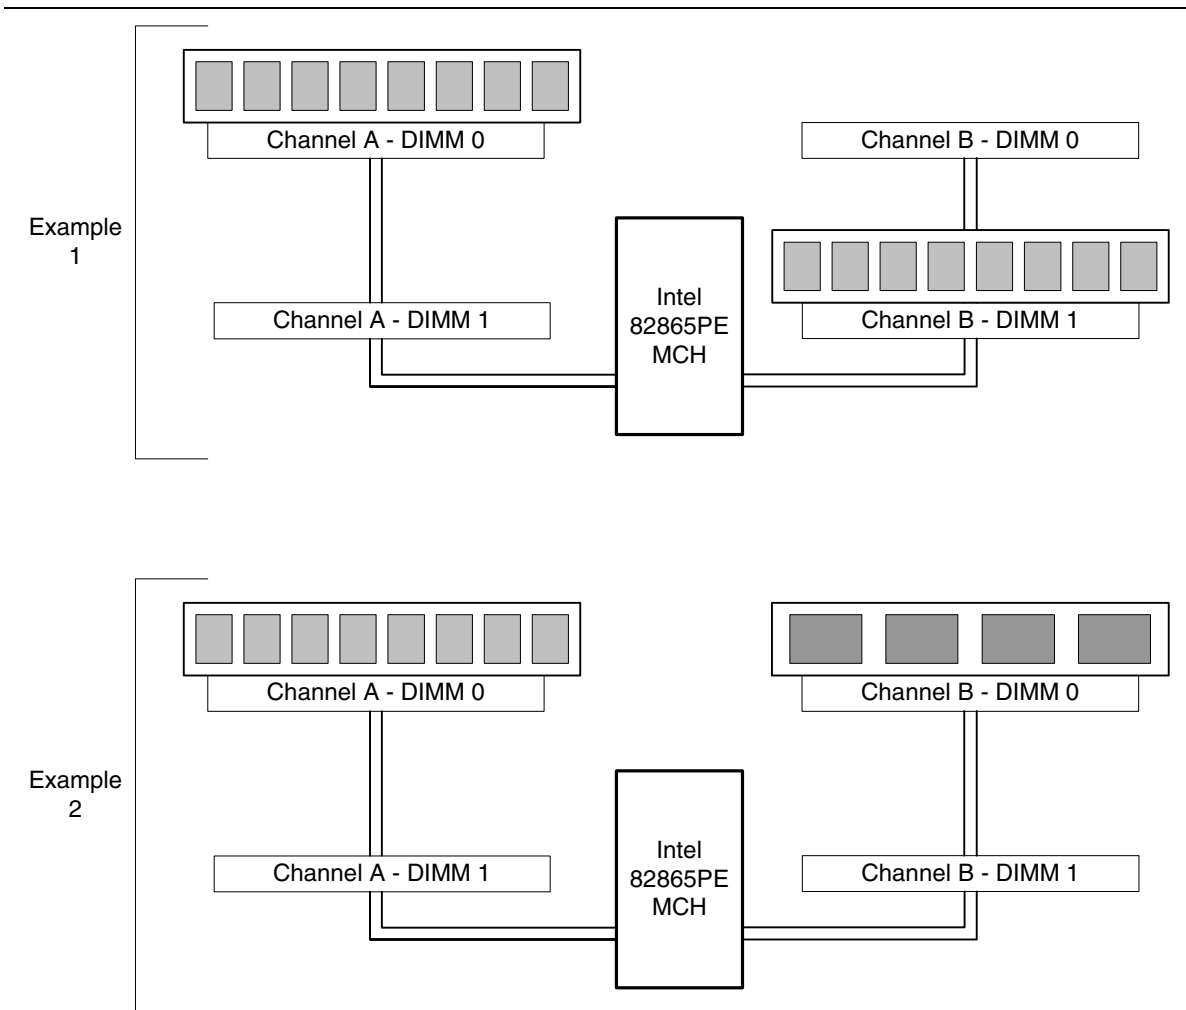 Channel A - DIMM 0
Channel B - DIMM 0
Example
1
Intel
82865PE
MCH
Channel A - DIMM 1
Channel B - DIMM 1
Channel A - DIMM 0
Channel B - DIMM 0
Example
2
Intel
82865PE
MCH
Channel A - DIMM 1
Channel B - DIMM 1